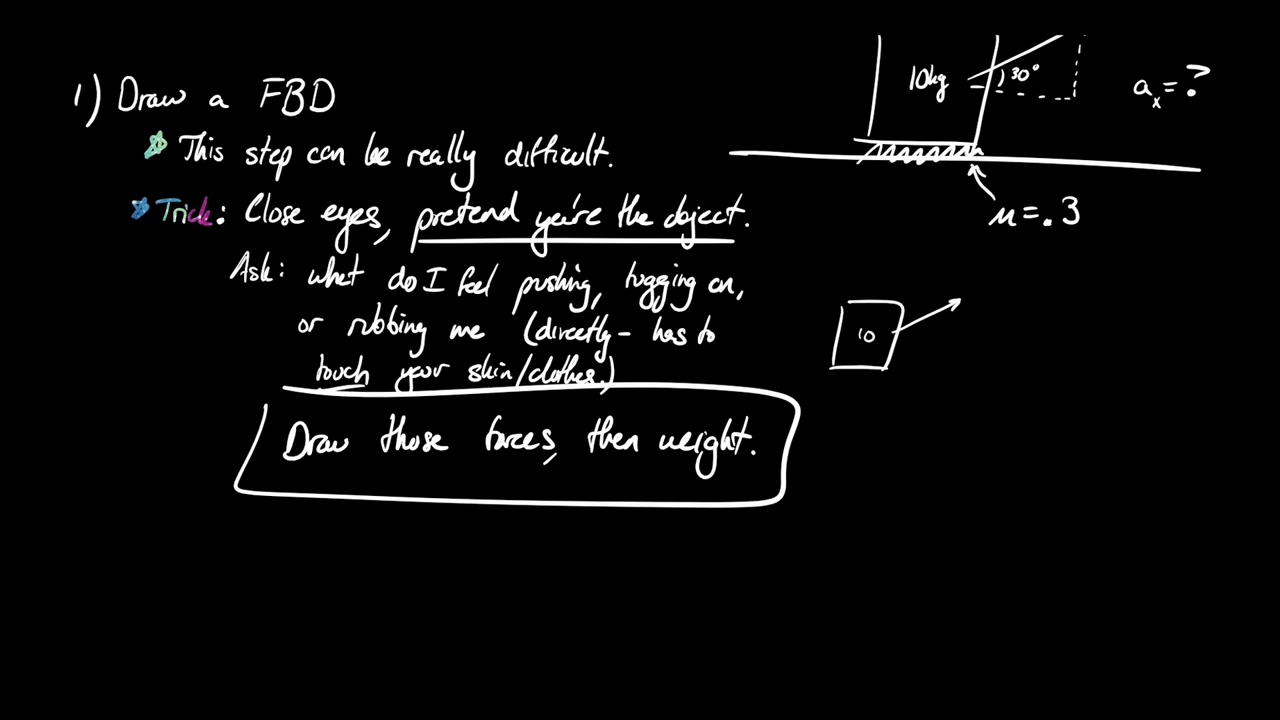 1) Draw a FBD
This step can be really difficult.
Trick: Close eyes, pretend you're the object.
Ask: what do I feel pushing, tugging on,
or rubbing me (directly - has to
touch your skin/clothes.)
Draw those forces, then weight.
10kg
30°
aₓ = ?
μ = .3
10